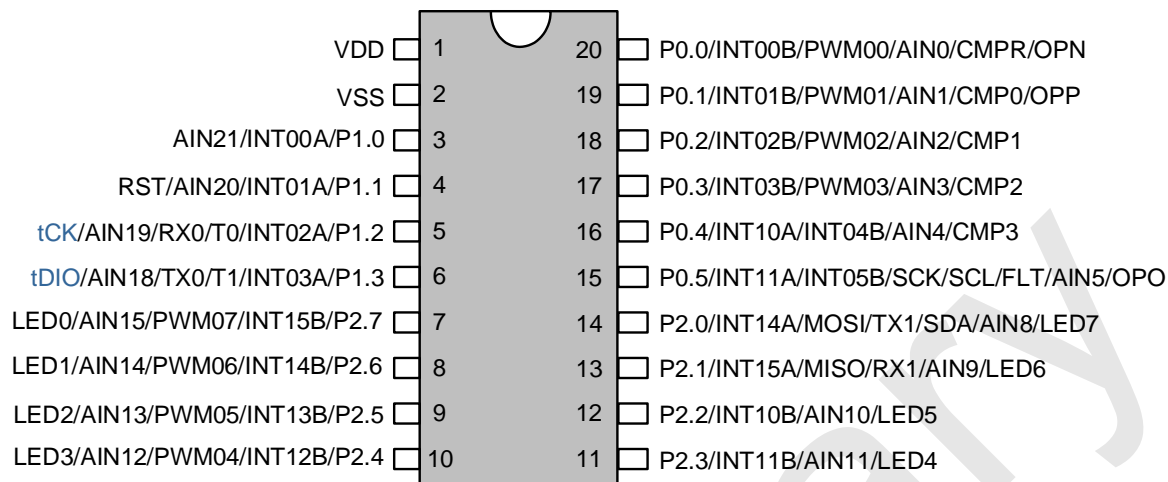 VDD 1 20 P0.0/INT00B/PWM00/AIN0/CMPR/OPN
VSS 2 19 P0.1/INT01B/PWM01/AIN1/CMP0/OPP
AIN21/INT00A/P1.0 3 18 P0.2/INT02B/PWM02/AIN2/CMP1
RST/AIN20/INT01A/P1.1 4 17 P0.3/INT03B/PWM03/AIN3/CMP2
tCK/AIN19/RX0/T0/INT02A/P1.2 5 16 P0.4/INT10A/INT04B/AIN4/CMP3
tDIO/AIN18/TX0/T1/INT03A/P1.3 6 15 P0.5/INT11A/INT05B/SCK/SCL/FLT/AIN5/OPO
LED0/AIN15/PWM07/INT15B/P2.7 7 14 P2.0/INT14A/MOSI/TX1/SDA/AIN8/LED7
LED1/AIN14/PWM06/INT14B/P2.6 8 13 P2.1/INT15A/MISO/RX1/AIN9/LED6
LED2/AIN13/PWM05/INT13B/P2.5 9 12 P2.2/INT10B/AIN10/LED5
LED3/AIN12/PWM04/INT12B/P2.4 10 11 P2.3/INT11B/AIN11/LED4